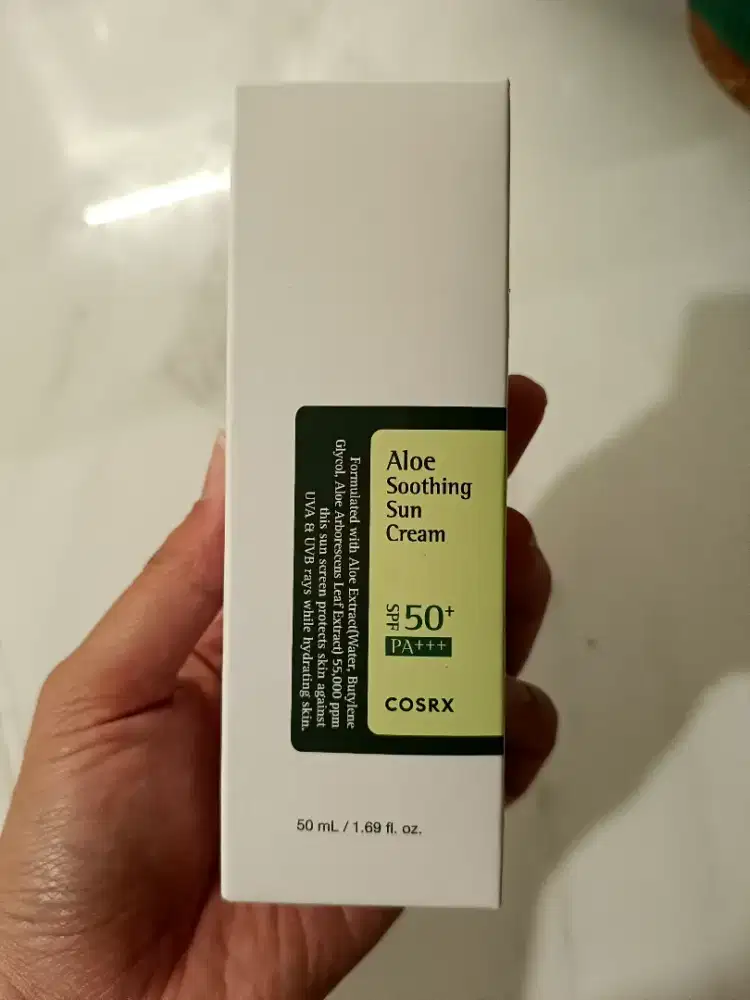 Aloe
Soothing
Sun
Cream
SPF 50+
PA+++
COSRX
Formulated with Aloe Extract(Water, Butylene
Glycol, Aloe Arborescens Leaf Extract) 55,000 ppm
this sun screen protects skin against
UVA & UVB rays while hydrating skin.
50 mL / 1.69 fl. oz.